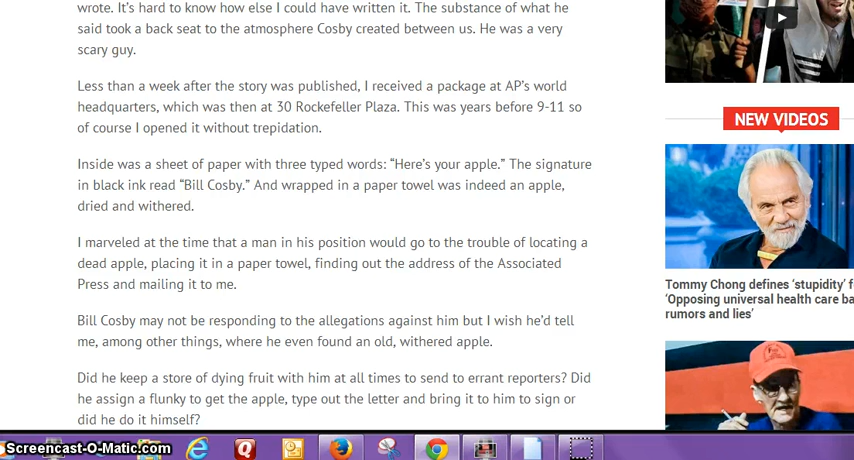 wrote. It's hard to know how else I could have written it. The substance of what he
said took a back seat to the atmosphere Cosby created between us. He was a very
scary guy.
Less than a week after the story was published, I received a package at AP's world
headquarters, which was then at 30 Rockefeller Plaza. This was years before 9-11 so
of course I opened it without trepidation.
Inside was a sheet of paper with three typed words: “Here's your apple.” The signature
in black ink read “Bill Cosby.” And wrapped in a paper towel was indeed an apple,
dried and withered.
I marveled at the time that a man in his position would go to the trouble of locating a
dead apple, placing it in a paper towel, finding out the address of the Associated
Press and mailing it to me.
Bill Cosby may not be responding to the allegations against him but I wish he'd tell
me, among other things, where he even found an old, withered apple.
Did he keep a store of dying fruit with him at all times to send to errant reporters? Did
he assign a flunky to get the apple, type out the letter and bring it to him to sign or
did he do it himself?
NEW VIDEOS
Tommy Chong defines ‘stupidity’ f
‘Opposing universal health care ba
rumors and lies’
Screencast-O-Matic.com